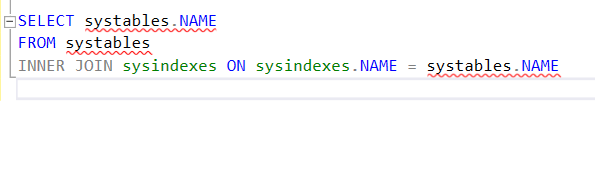 SELECT systables.NAME
FROM systables
INNER JOIN sysindexes ON sysindexes.NAME = systables.NAME